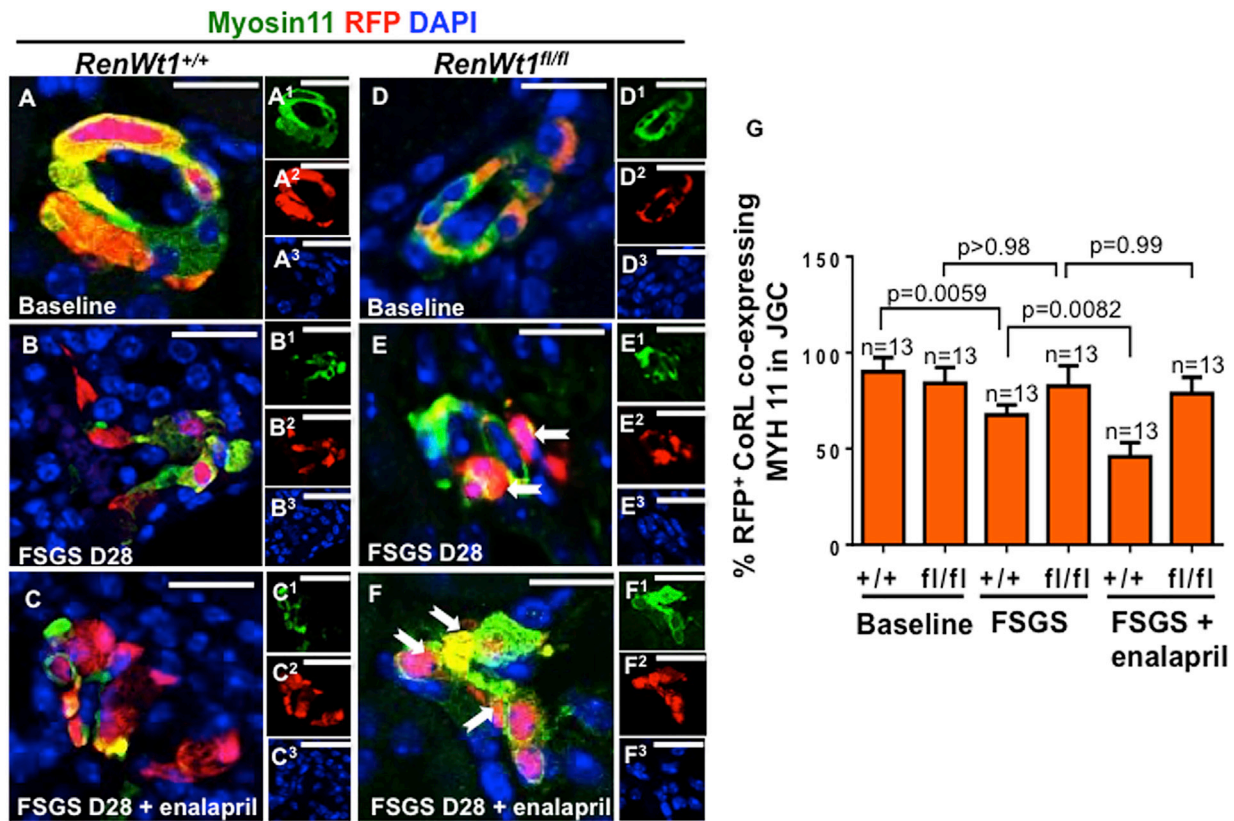 Myosin11 RFP DAPI
RenWt1+/+
RenWt1fl/fl
A
A1
A2
A3
Baseline
D
D1
D2
D3
Baseline
B
B1
B2
B3
FSGS D28
E
E1
E2
E3
FSGS D28
C
C1
C2
C3
FSGS D28 + enalapril
F
F1
F2
F3
FSGS D28 + enalapril
G
% RFP+ CoRL co-expressing
MYH 11 in JGC
150
100
50
0
p>0.98
p=0.99
p=0.0059
p=0.0082
n=13
n=13
n=13
n=13
n=13
n=13
+/+ fl/fl +/+ fl/fl +/+ fl/fl
Baseline FSGS FSGS +
enalapril